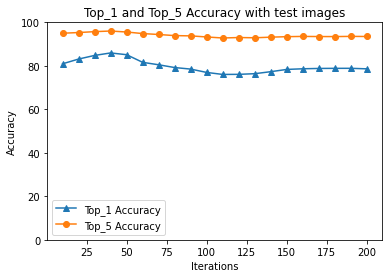 Top_1 and Top_5 Accuracy with test images
100
80
60
40
20
0
Accuracy
Top_1 Accuracy
Top_5 Accuracy
25 50 75 100 125 150 175 200
Iterations